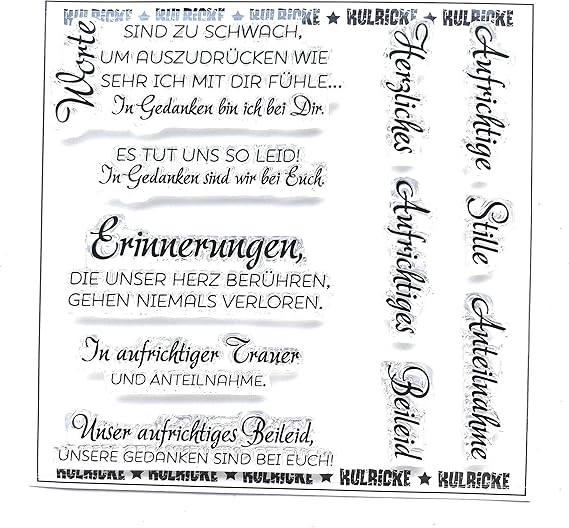 KULRICKE ★ KULRICKE ★ KULRICKE ★ KULRICKE ★ KULRICKE
Worte
SIND ZU SCHWACH,
UM AUSZUDRÜCKEN WIE
SEHR ICH MIT DIR FÜHLE...
In Gedanken bin ich bei Dir.
ES TUT UNS SO LEID!
In Gedanken sind wir bei Euch.
Erinnerungen,
DIE UNSER HERZ BERÜHREN,
GEHEN NIEMALS VERLOREN.
In aufrichtiger Trauer
UND ANTEILNAHME.
Unser aufrichtiges Beileid,
UNSERE GEDANKEN SIND BEI EUCH!
Herzliches
Aufrichtiges
Beileid
Aufrichtige
Stille
Anteilnahme
KULRICKE ★ KULRICKE ★ KULRICKE ★ KULRICKE ★ KULRICKE